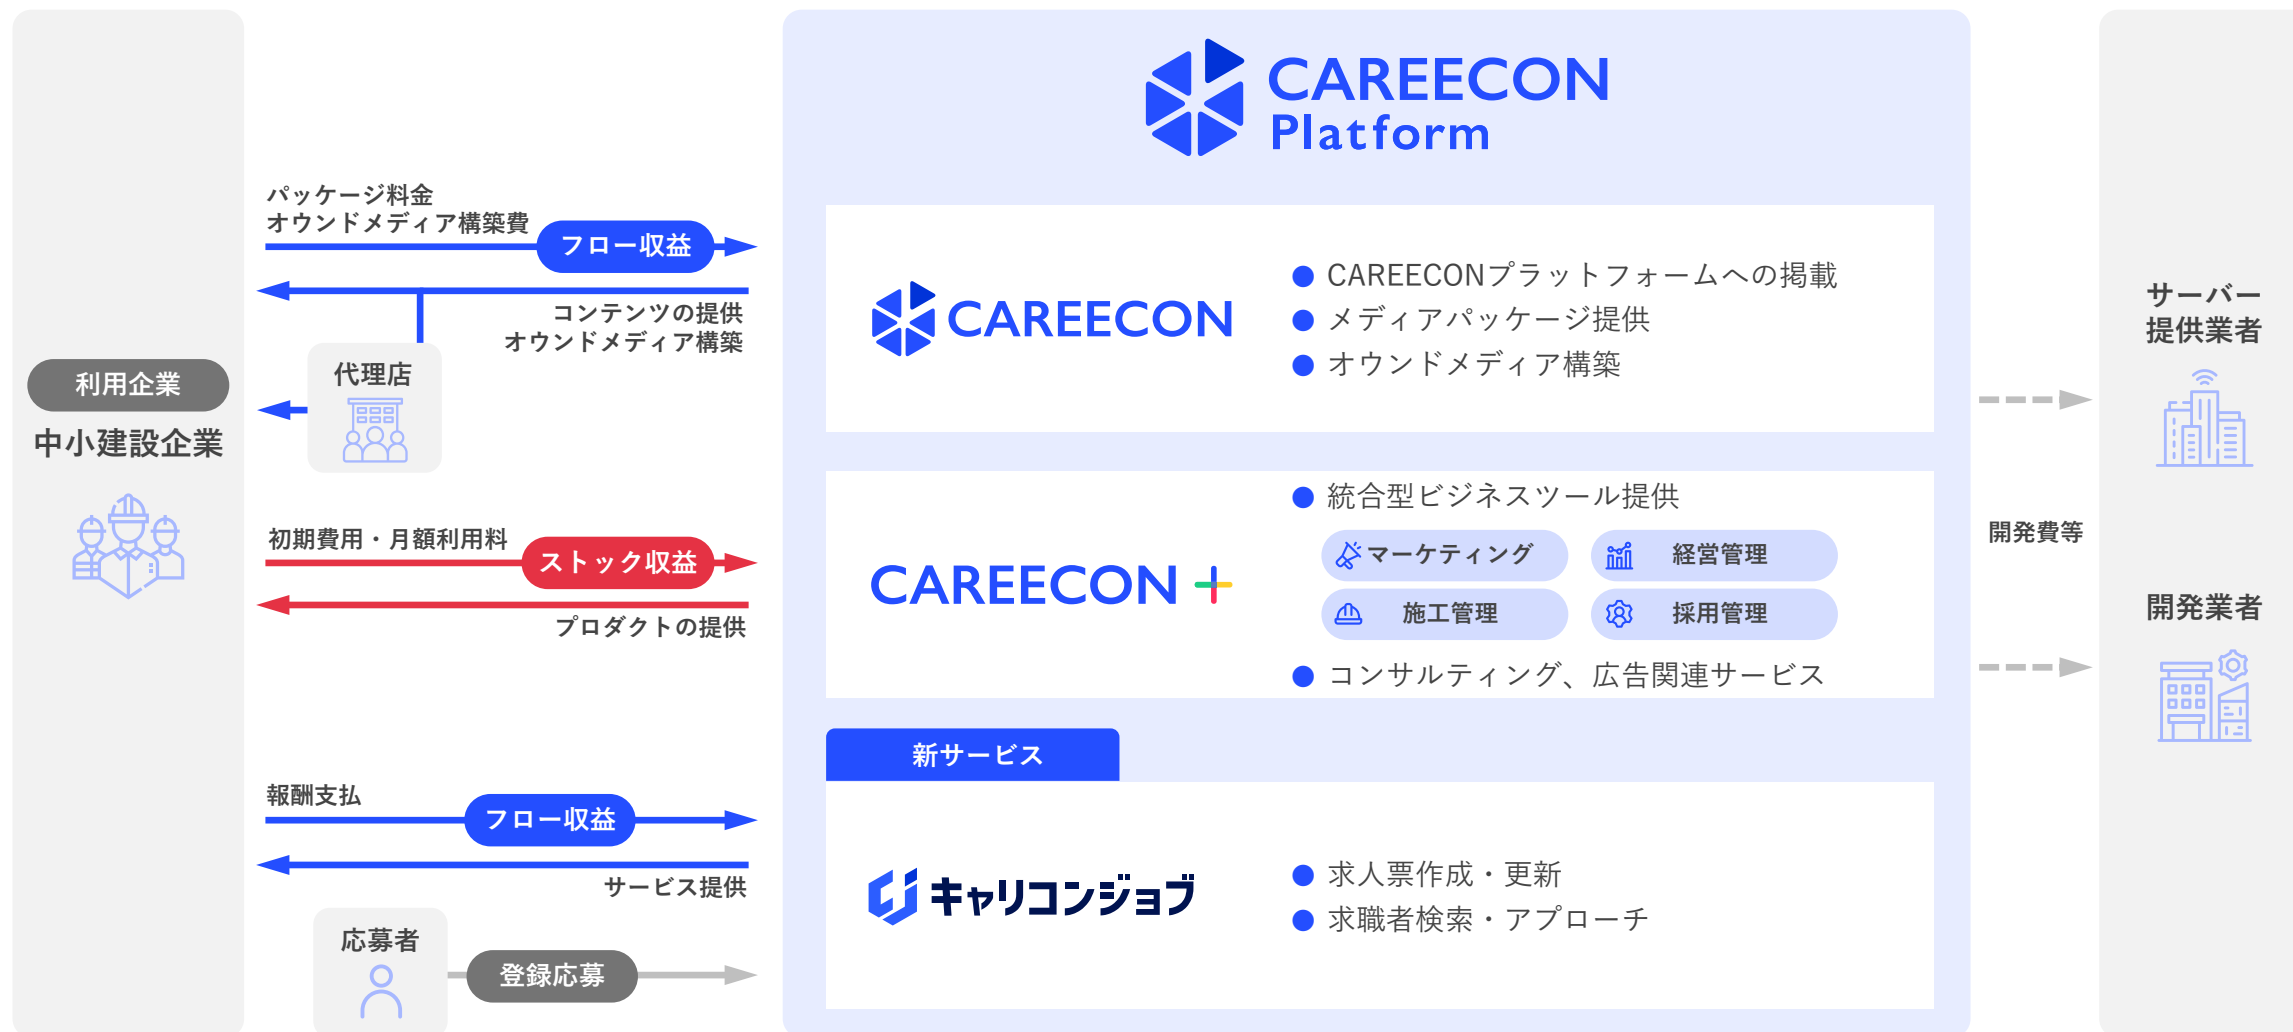 CAREECON
Platform
パッケージ料金
オウンドメディア構築費
フロー収益
コンテンツの提供
オウンドメディア構築
代理店
利用企業
中小建設企業
初期費用・月額利用料
ストック収益
プロダクトの提供
報酬支払
フロー収益
サービス提供
応募者
登録応募
CAREECON
CAREECONプラットフォームへの掲載
メディアパッケージ提供
オウンドメディア構築
CAREECON +
統合型ビジネスツール提供
マーケティング
経営管理
施工管理
採用管理
コンサルティング、広告関連サービス
新サービス
キャリコンジョブ
求人票作成・更新
求職者検索・アプローチ
開発費等
サーバー
提供業者
開発業者